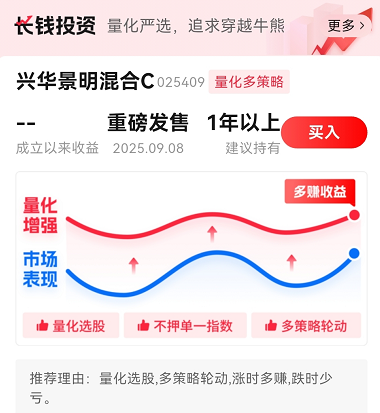 长钱投资 量化严选，追求穿越牛熊 更多 >
兴华景明混合C 025409 量化多策略
-- 重磅发售 1年以上 买入
成立以来收益 2025.09.08 建议持有
多赚收益
量化
增强
市场
表现
量化选股 不押单一指数 多策略轮动
推荐理由：量化选股,多策略轮动,涨时多赚,跌时少
亏。